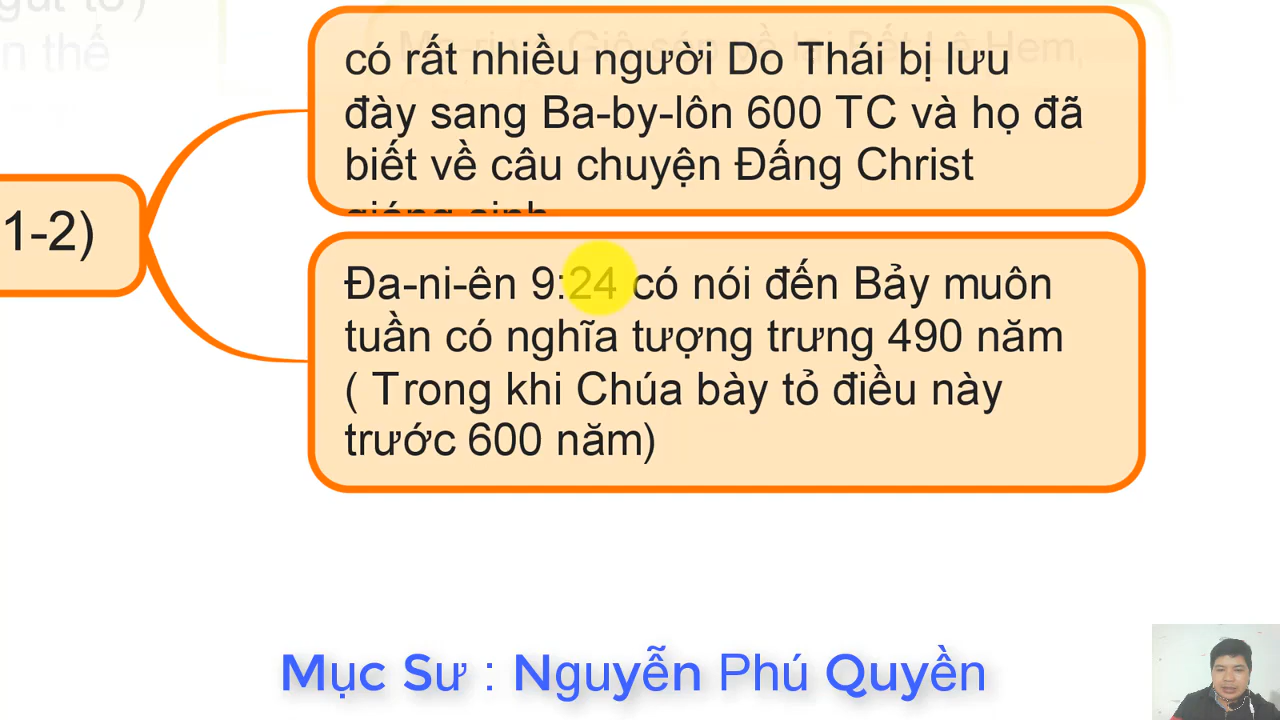 n thế
có rất nhiều người Do Thái bị lưu
đày sang Ba-by-lôn 600 TC và họ đã
biết về câu chuyện Đấng Christ
giáng sinh
1-2)
Đa-ni-ên 9:24 có nói đến Bảy muôn
tuần có nghĩa tượng trưng 490 năm
( Trong khi Chúa bày tỏ điều này
trước 600 năm)
Mục Sư : Nguyễn Phú Quyền